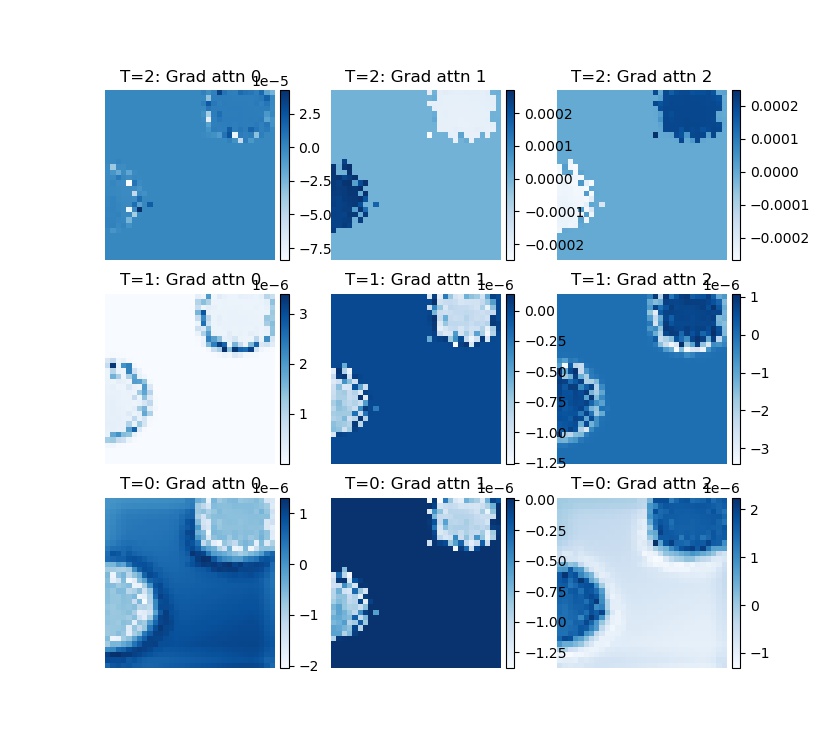 T=2: Grad attn 0
1e−5
2.5
0.0
−2.5
−5.0
−7.5
T=2: Grad attn 1
0.0002
0.0001
0.0000
−0.0001
−0.0002
T=2: Grad attn 2
0.0002
0.0001
0.0000
−0.0001
−0.0002
T=1: Grad attn 0
1e−6
3
2
1
T=1: Grad attn 1
1e−6
0.00
−0.25
−0.50
−0.75
−1.00
−1.25
T=1: Grad attn 2
1e−6
1
0
−1
−2
−3
T=0: Grad attn 0
1e−6
1
0
−1
−2
T=0: Grad attn 1
1e−6
0.00
−0.25
−0.50
−0.75
−1.00
−1.25
T=0: Grad attn 2
1e−6
2
1
0
−1